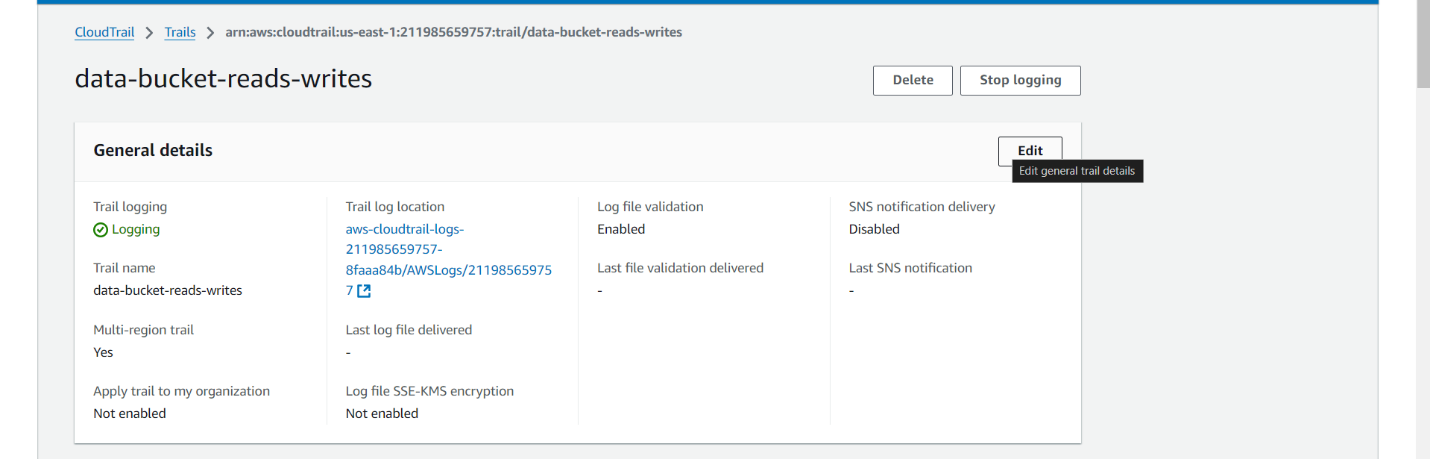 CloudTrail > Trails > arn:aws:cloudtrail:us-east-1:211985659757:trail/data-bucket-reads-writes
data-bucket-reads-writes
Delete
Stop logging
General details
Edit
Edit general trail details
Trail logging
Logging
Trail name
data-bucket-reads-writes
Multi-region trail
Yes
Apply trail to my organization
Not enabled
Trail log location
aws-cloudtrail-logs-
211985659757-
8faaa84b/AWSLogs/21198565975
7
Last log file delivered
-
Log file SSE-KMS encryption
Not enabled
Log file validation
Enabled
Last file validation delivered
-
SNS notification delivery
Disabled
Last SNS notification
-